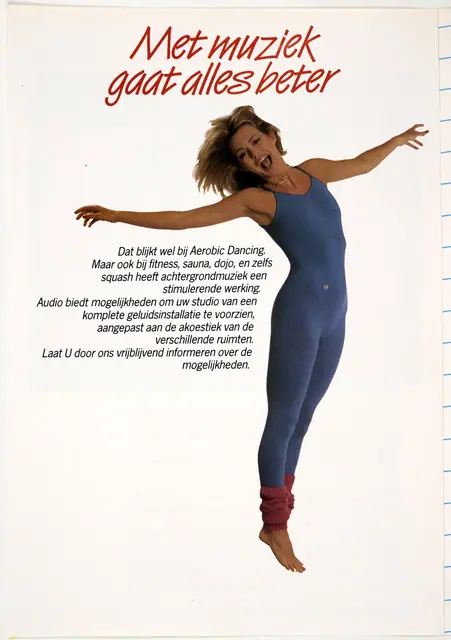 Met muziek
gaat alles beter
Dat blijkt wel bij Aerobic Dancing.
Maar ook bij fitness, sauna, dojo, en zelfs
squash heeft achtergrondmuziek een
stimulerende werking.
Audio biedt mogelijkheden om uw studio van een
komplete geluidsinstallatie te voorzien,
aangepast aan de akoestiek van de
verschillende ruimten.
Laat U door ons vrijblijvend informeren over de
mogelijkheden.